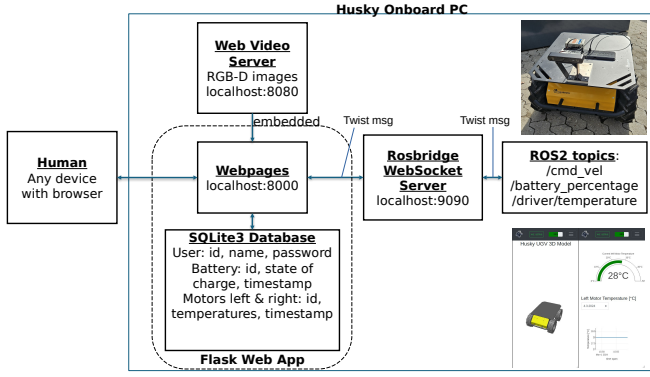 Husky Onboard PC
Web Video
Server
RGB-D images
localhost:8080
embedded
Twist msg
Twist msg
Human
Any device
with browser
Webpages
localhost:8000
Rosbridge
WebSocket
Server
localhost:9090
ROS2 topics:
/cmd_vel
/battery_percentage
/driver/temperature
SQLite3 Database
User: id, name, password
Battery: id, state of
charge, timestamp
Motors left & right: id,
temperatures, timestamp
Flask Web App
Husky UGV 3D Model
28°C
Left Motor Temperature [°C]